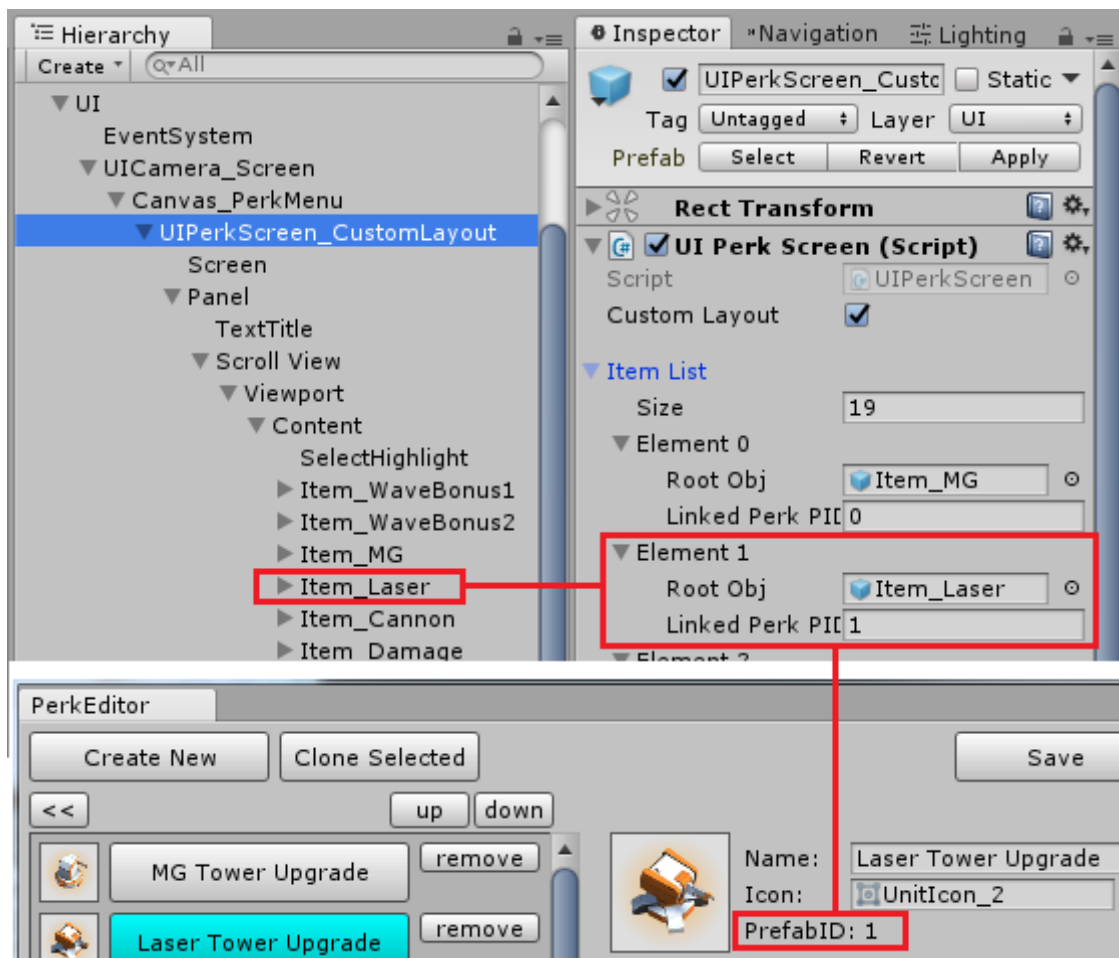 Hierarchy
Create
All
UI
EventSystem
UICamera_Screen
Canvas_PerkMenu
UIPerkScreen_CustomLayout
Screen
Panel
TextTitle
Scroll View
Viewport
Content
SelectHighlight
Item_WaveBonus1
Item_WaveBonus2
Item_MG
Item_Laser
Item_Cannon
Item_Damage
Inspector Navigation Lighting
UIPerkScreen_Custo Static
Tag Untagged Layer UI
Prefab Select Revert Apply
Rect Transform
UI Perk Screen (Script)
Script UIPerkScreen
Custom Layout
Item List
Size 19
Element 0
Root Obj Item_MG
Linked Perk PID 0
Element 1
Root Obj Item_Laser
Linked Perk PID 1
Element 2
PerkEditor
Create New Clone Selected Save
<< up down
MG Tower Upgrade remove
Laser Tower Upgrade remove
Name: Laser Tower Upgrade
Icon: UnitIcon_2
PrefabID: 1